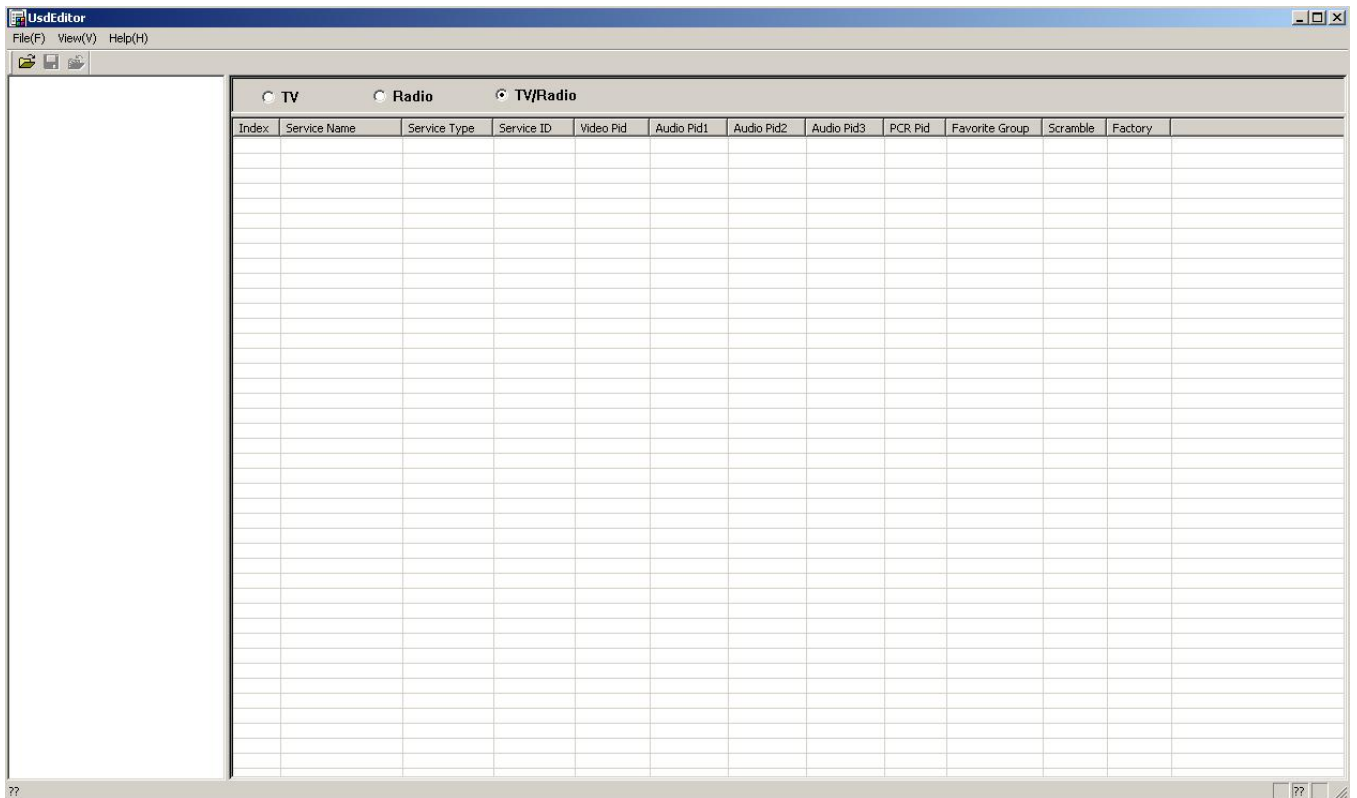 UsdEditor
File(F) View(V) Help(H)
TV Radio TV/Radio
Index Service Name Service Type Service ID Video Pid Audio Pid1 Audio Pid2 Audio Pid3 PCR Pid Favorite Group Scramble Factory
?? ??